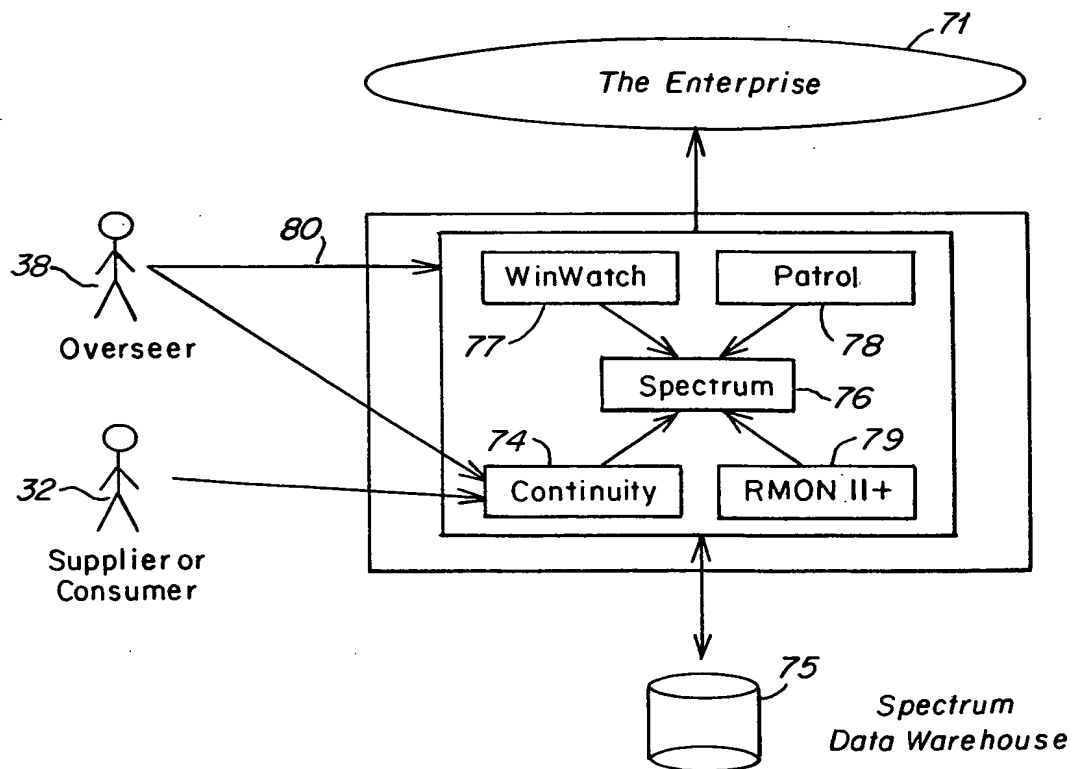 71
The Enterprise
80
38
Overseer
WinWatch
Patrol
77
78
Spectrum
76
74
79
32
Continuity
RMON II+
Supplier or
Consumer
75
Spectrum
Data Warehouse